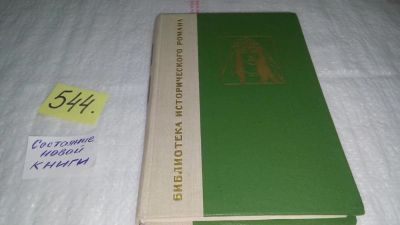 544.
Состояние
новой
книги
БИБЛИОТЕКА ИСТОРИЧЕСКОГО РОМАНА